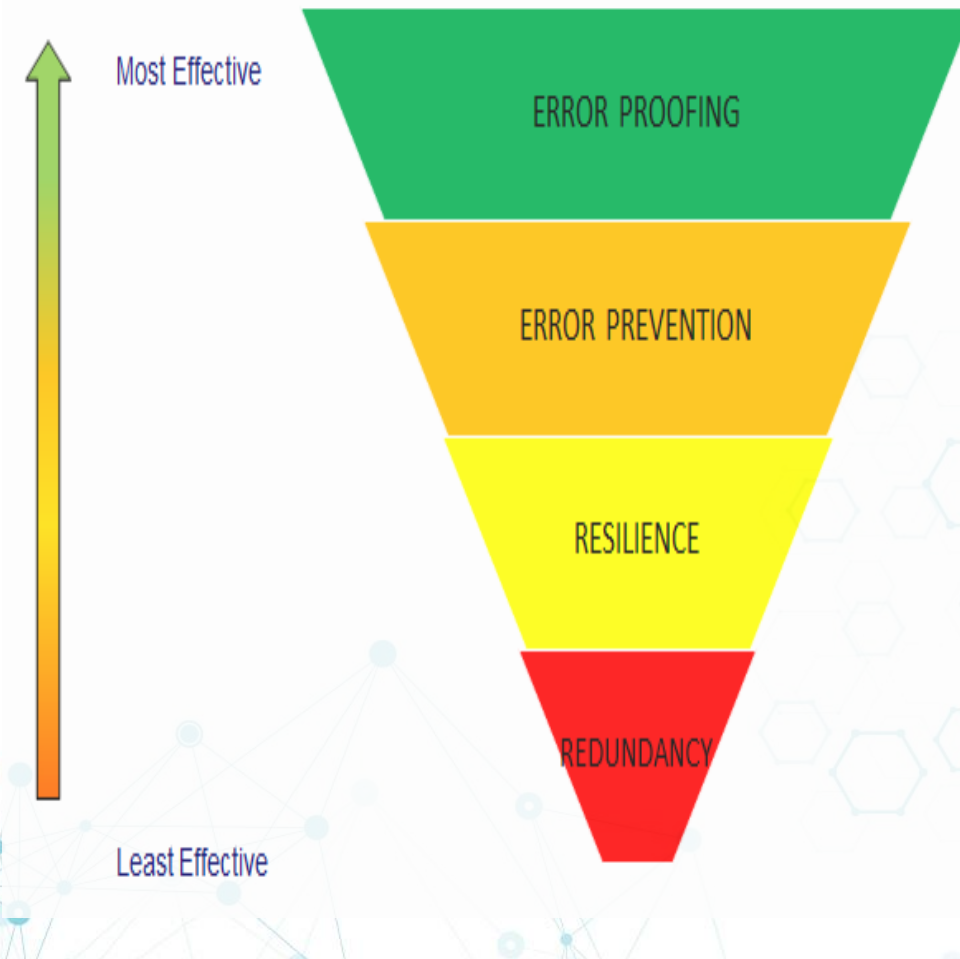 Most Effective
ERROR PROOFING
ERROR PREVENTION
RESILIENCE
REDUNDANCY
Least Effective